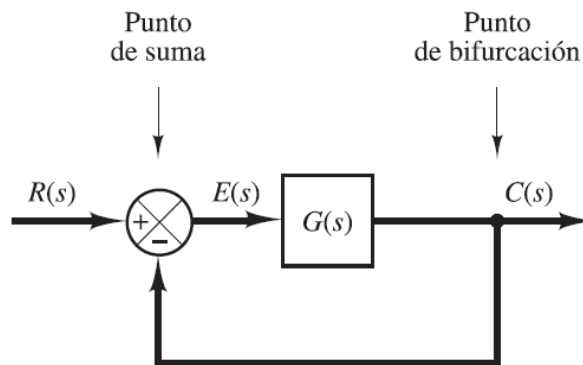 Punto
de suma
Punto
de bifurcación
R(s)
+
−
E(s)
G(s)
C(s)